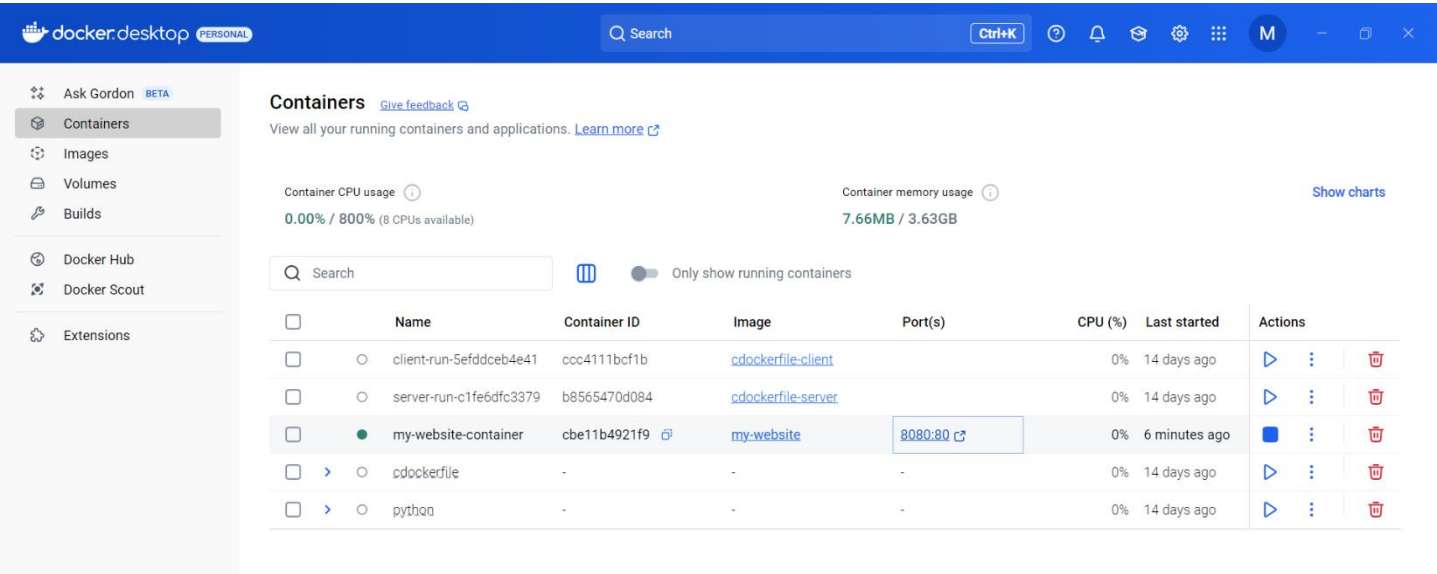 docker.desktop PERSONAL Search Ctrl+K M
Ask Gordon BETA
Containers
Images
Volumes
Builds
Docker Hub
Docker Scout
Extensions
Containers Give feedback
View all your running containers and applications. Learn more
Container CPU usage Container memory usage Show charts
0.00% / 800% (8 CPUs available) 7.66MB / 3.63GB
Search Only show running containers
Name Container ID Image Port(s) CPU (%) Last started Actions
client-run-5efddceb4e41 ccc4111bcf1b cdockerfile-client 0% 14 days ago
server-run-c1fe6dfc3379 b8565470d084 cdockerfile-server 0% 14 days ago
my-website-container cbe11b4921f9 my-website 8080:80 0% 6 minutes ago
cdockerfile - - - 0% 14 days ago
python - - - 0% 14 days ago